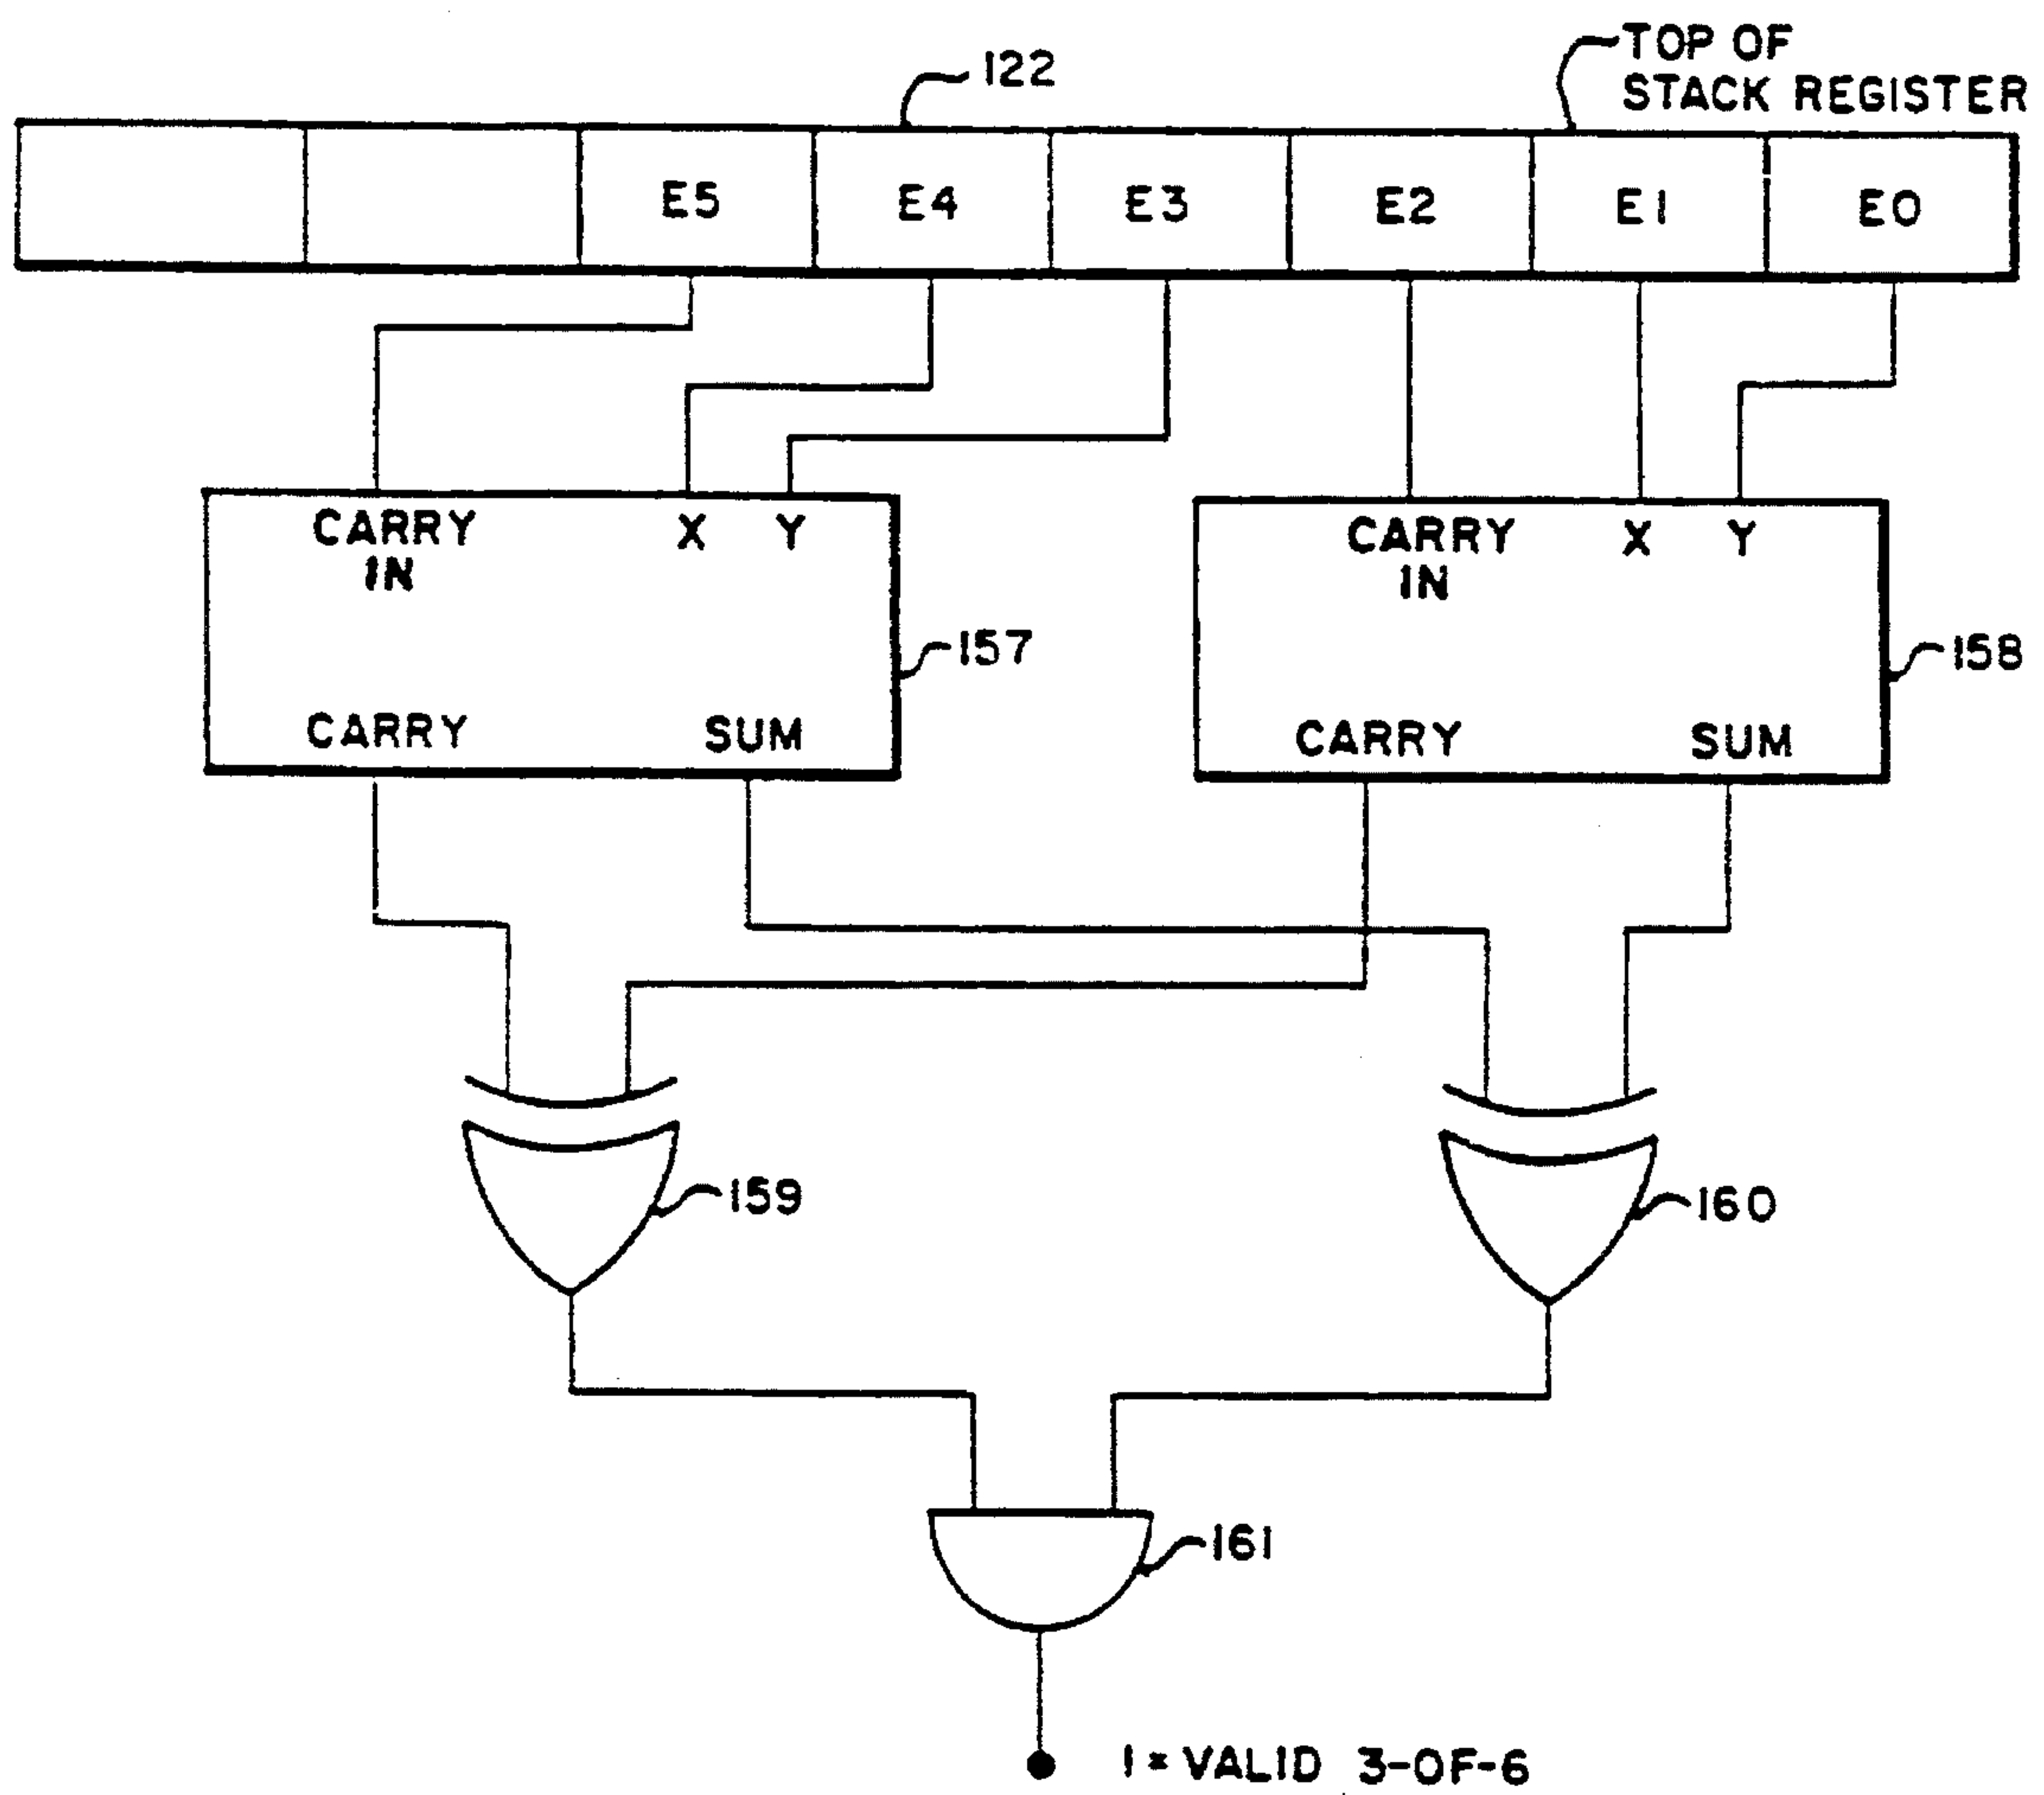 122
TOP OF
STACK REGISTER
E5 E4 E3 E2 E1 E0
CARRY IN X Y
CARRY IN X Y
157
158
CARRY SUM
CARRY SUM
159
160
161
1 = VALID 3-OF-6